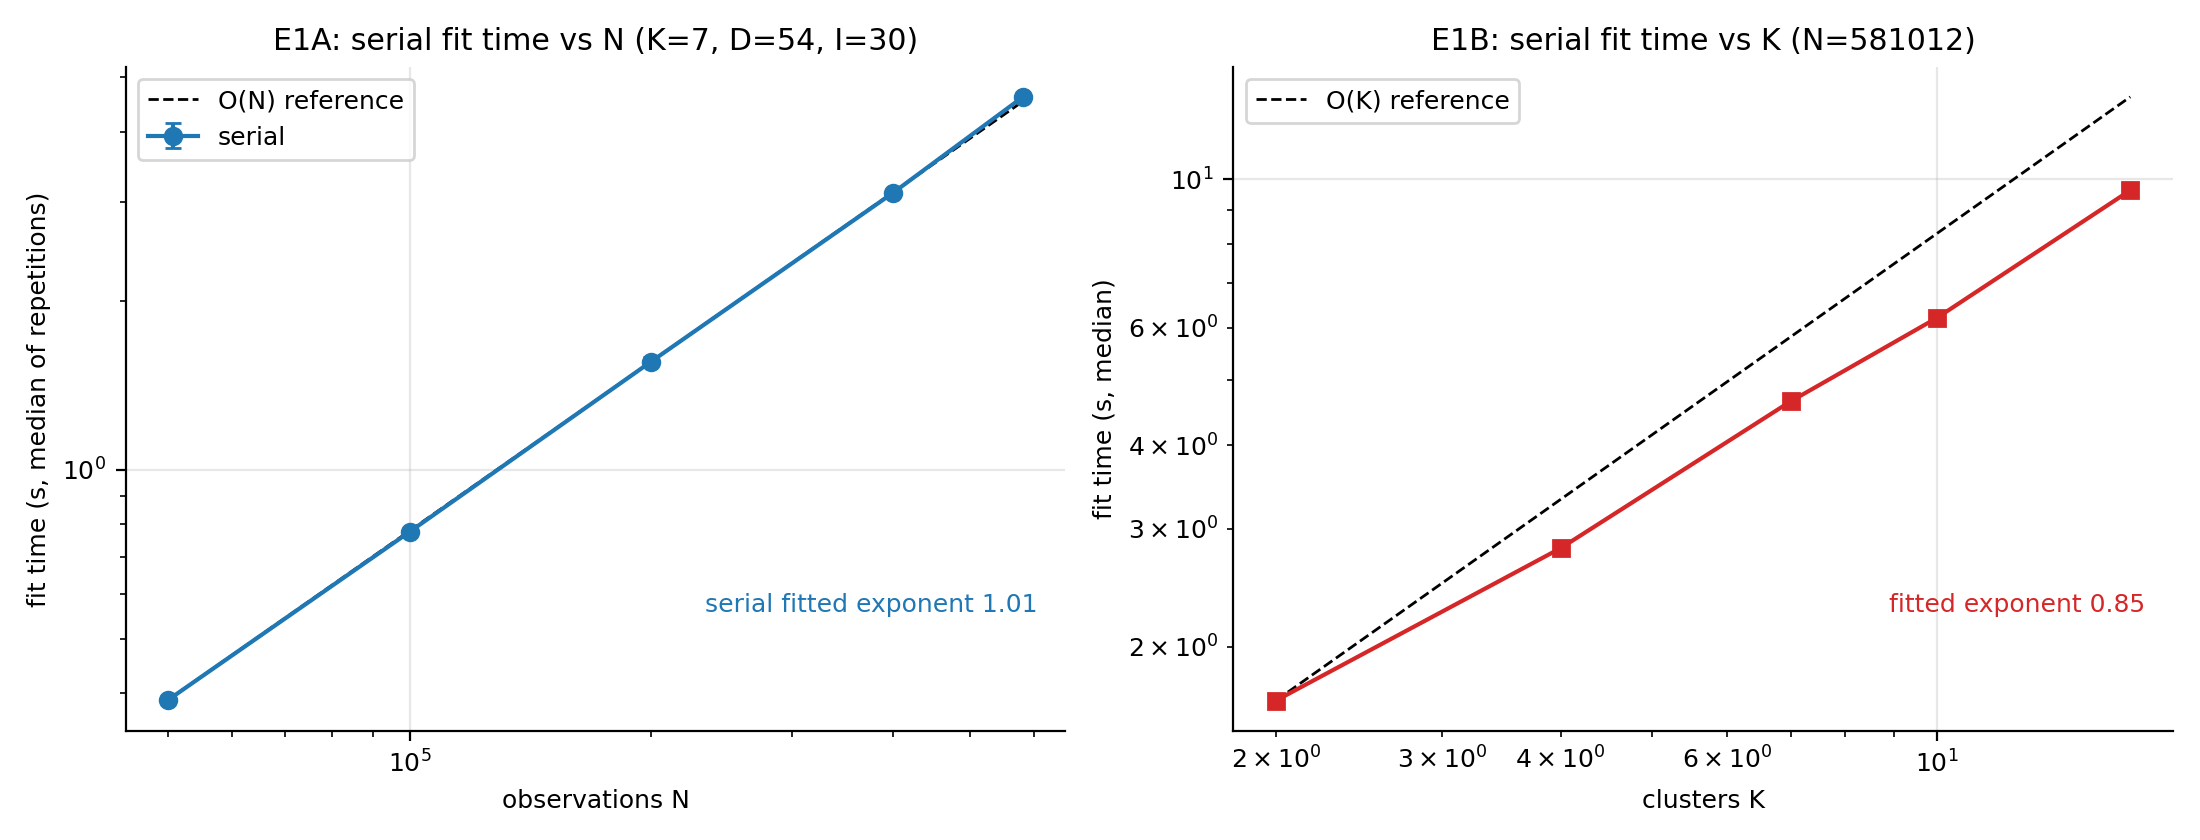 E1A: serial fit time vs N (K=7, D=54, I=30)
O(N) reference
serial
fit time (s, median of repetitions)
10⁰
serial fitted exponent 1.01
10⁵
observations N
E1B: serial fit time vs K (N=581012)
O(K) reference
fit time (s, median)
10¹
6 × 10⁰
4 × 10⁰
3 × 10⁰
2 × 10⁰
fitted exponent 0.85
2 × 10⁰ 3 × 10⁰ 4 × 10⁰ 6 × 10⁰ 10¹
clusters K